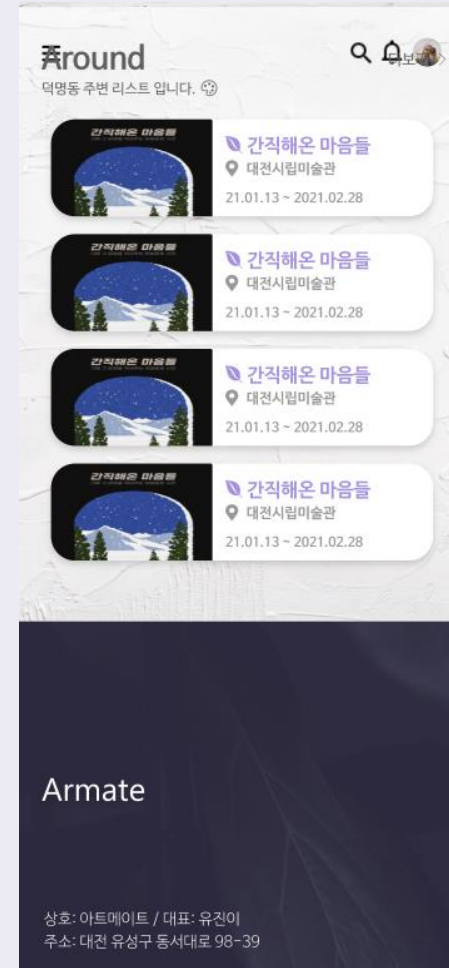 Around
더보기 >
덕명동 주변 리스트 입니다.
간직해온 마음들
간직해온 마음들
대전시립미술관
21.01.13 ~ 2021.02.28
간직해온 마음들
간직해온 마음들
대전시립미술관
21.01.13 ~ 2021.02.28
간직해온 마음들
간직해온 마음들
대전시립미술관
21.01.13 ~ 2021.02.28
간직해온 마음들
간직해온 마음들
대전시립미술관
21.01.13 ~ 2021.02.28
Armate
상호: 아트메이트 / 대표: 유진이
주소: 대전 유성구 동서대로 98-39